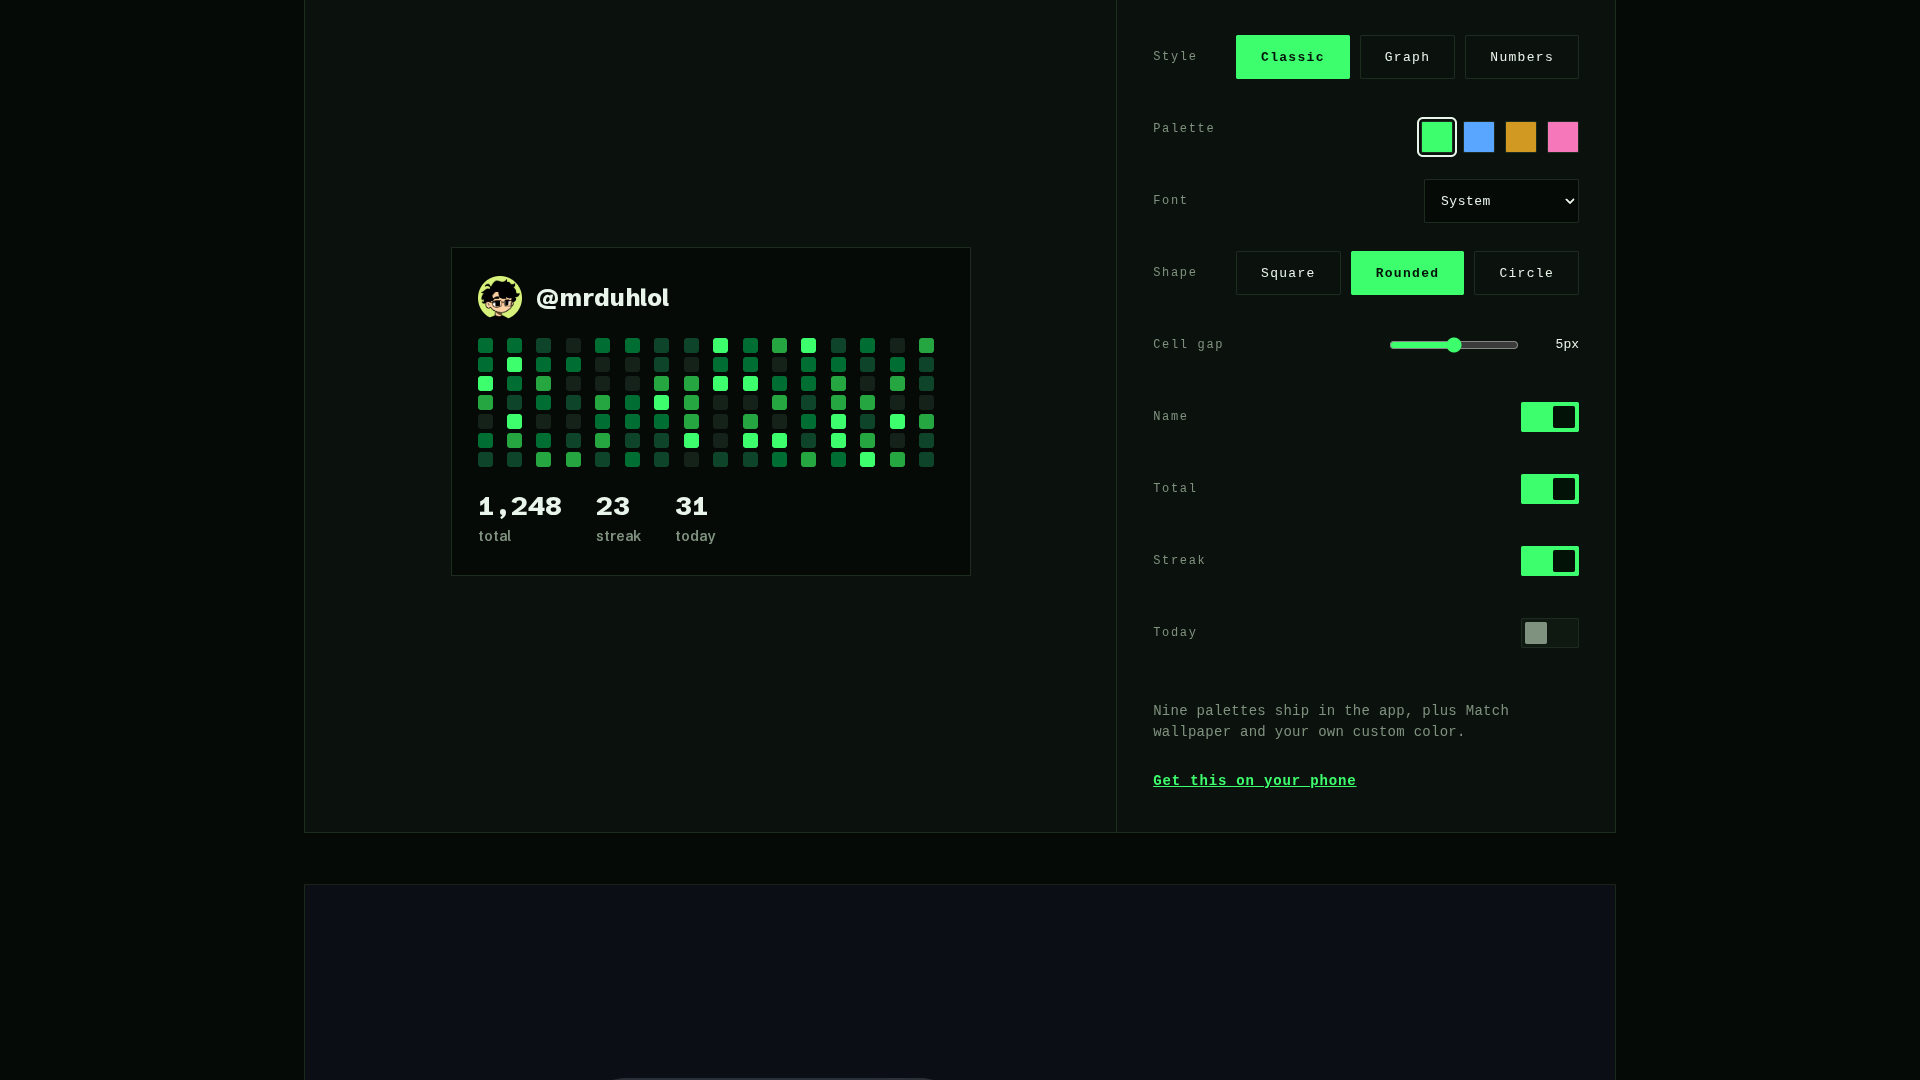 Style Classic Graph Numbers
Palette
Font System
Shape Square Rounded Circle
Cell gap 5px
Name
Total
Streak
Today
Nine palettes ship in the app, plus Match
wallpaper and your own custom color.
Get this on your phone
@mrduhlol
1,248 23 31
total streak today